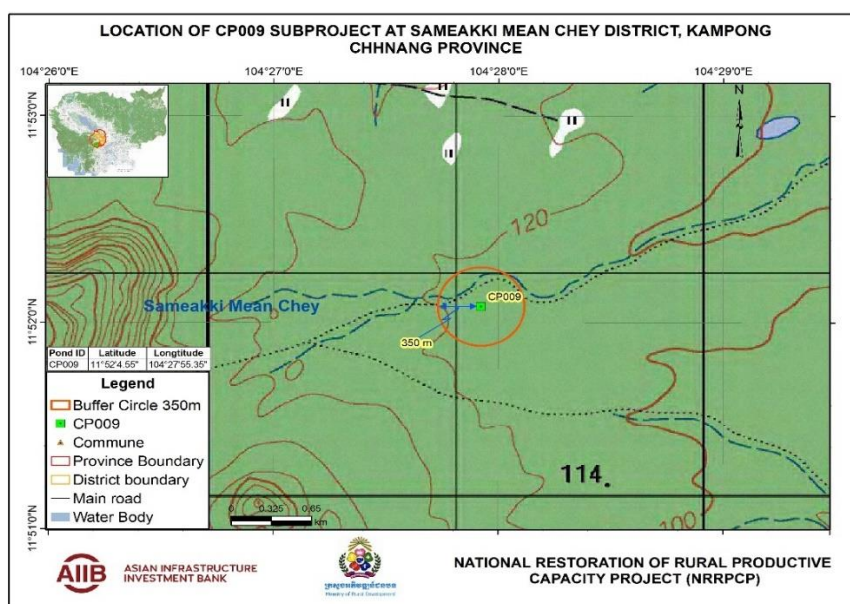 LOCATION OF CP009 SUBPROJECT AT SAMEAKKI MEAN CHEY DISTRICT, KAMPONG
CHHNANG PROVINCE
104°26'0"E 104°27'0"E 104°28'0"E 104°29'0"E
11°53'0"N
N
120
CP009
Sameakki Mean Chey
11°52'0"N
350 m
Pond ID Latitude Longtitude
CP009 11°52'4.55" 104°27'55.35"
Legend
Buffer Circle 350m
CP009
Commune
Province Boundary
District boundary
Main road
Water Body
114.
100
0 0.325 0.65
km
11°51'0"N
AIIB
ASIAN INFRASTRUCTURE
INVESTMENT BANK
Ministry of Rural Development
NATIONAL RESTORATION OF RURAL PRODUCTIVE
CAPACITY PROJECT (NRRPCP)